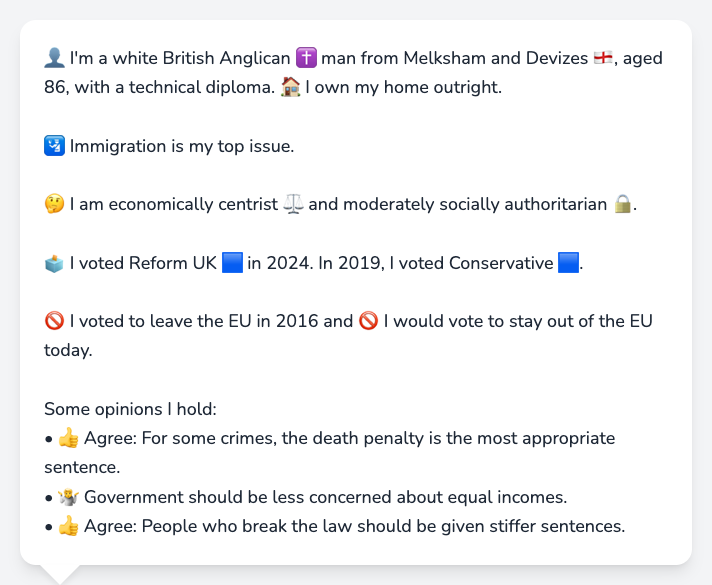 👤 I'm a white British Anglican ✝️ man from Melksham and Devizes 🏴󠁧󠁢󠁥󠁮󠁧󠁿, aged
86, with a technical diploma. 🏠 I own my home outright.
🛂 Immigration is my top issue.
🤔 I am economically centrist ⚖️ and moderately socially authoritarian 🔒.
🗳️ I voted Reform UK 🟦 in 2024. In 2019, I voted Conservative 🟦.
🚫 I voted to leave the EU in 2016 and 🚫 I would vote to stay out of the EU
today.
Some opinions I hold:
• 👍 Agree: For some crimes, the death penalty is the most appropriate
sentence.
• 🤷 Government should be less concerned about equal incomes.
• 👍 Agree: People who break the law should be given stiffer sentences.